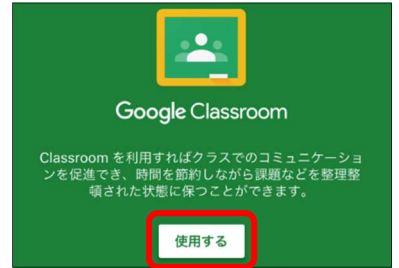 Google Classroom
Classroom を利用すればクラスでのコミュニケーショ
ンを促進でき、時間を節約しながら課題などを整理整
頓された状態に保つことができます。
使用する